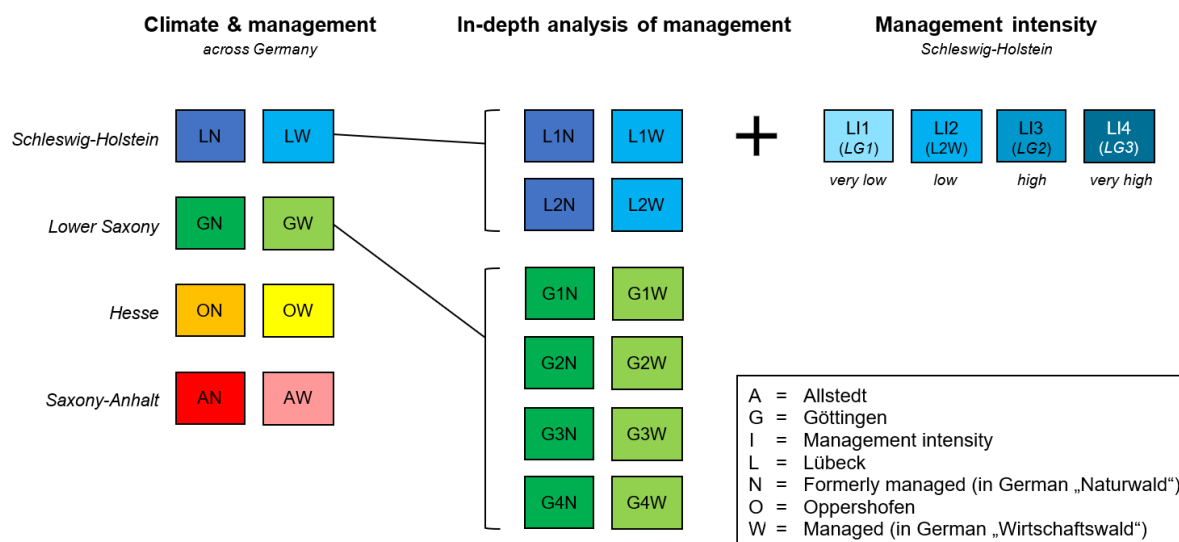 Climate & management
across Germany
In-depth analysis of management
Management intensity
Schleswig-Holstein
Schleswig-Holstein
LN
LW
L1N
L1W
+
LI1
(LG1)
LI2
(L2W)
LI3
(LG2)
LI4
(LG3)
very low
low
high
very high
L2N
L2W
Lower Saxony
GN
GW
G1N
G1W
Hesse
ON
OW
G2N
G2W
Saxony-Anhalt
AN
AW
G3N
G3W
G4N
G4W
A = Allstedt
G = Göttingen
I = Management intensity
L = Lübeck
N = Formerly managed (in German „Naturwald“)
O = Oppershofen
W = Managed (in German „Wirtschaftswald“)